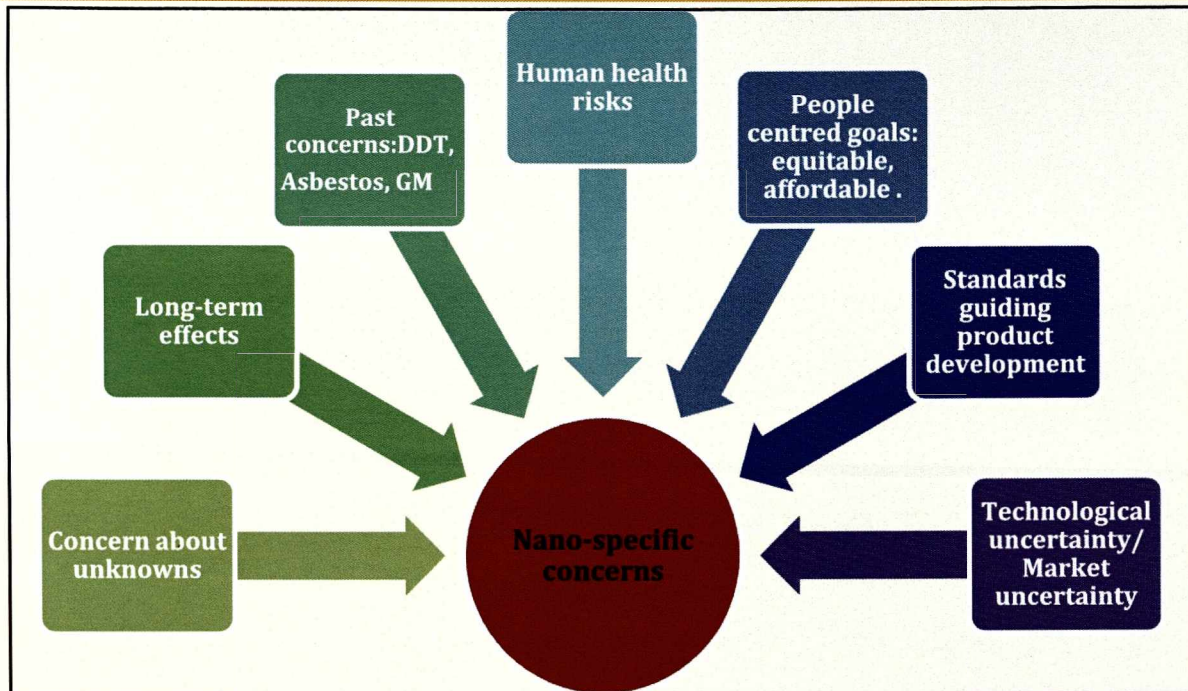 Human health
risks
Past
concerns:DDT,
Asbestos, GM
People
centred goals:
equitable,
affordable .
Long-term
effects
Standards
guiding
product
development
Concern about
unknowns
Nano-specific
concerns
Technological
uncertainty/
Market
uncertainty